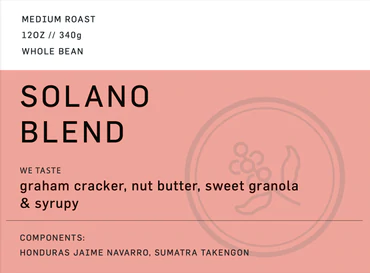 MEDIUM ROAST
12OZ // 340g
WHOLE BEAN
SOLANO
BLEND
WE TASTE
graham cracker, nut butter, sweet granola
& syrupy
COMPONENTS:
HONDURAS JAIME NAVARRO, SUMATRA TAKENGON